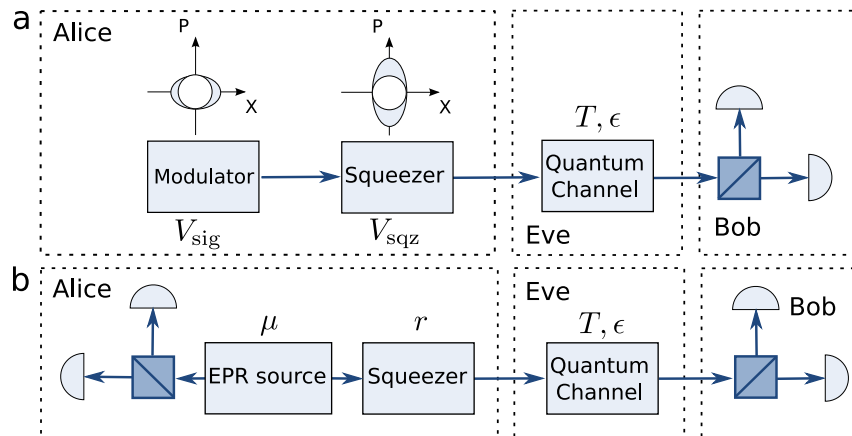 a
Alice
P
P
X
X
Modulator
Squeezer
V_sig
V_sqz
T, ϵ
Quantum
Channel
Eve
Bob
b
Alice
μ
r
EPR source
Squeezer
Eve
T, ϵ
Quantum
Channel
Bob